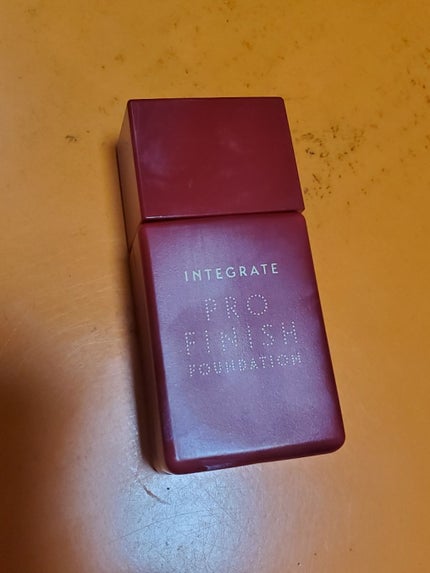 INTEGRATE
PRO
FINISH
FOUNDATION